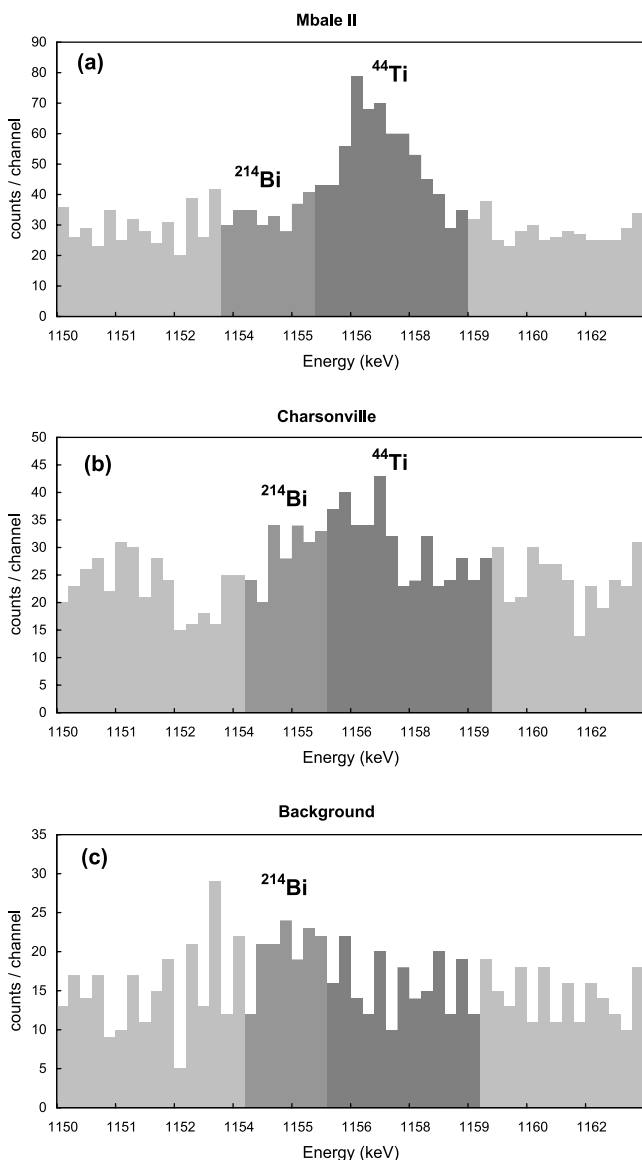 Mbale II
(a)
44Ti
214Bi
counts / channel
90
80
70
60
50
40
30
20
10
0
1150 1151 1152 1154 1155 1156 1158 1159 1160 1162
Energy (keV)
Charsonville
(b)
44Ti
214Bi
counts / channel
50
45
40
35
30
25
20
15
10
5
0
1150 1151 1152 1154 1155 1156 1158 1159 1160 1162
Energy (keV)
Background
(c)
214Bi
counts / channel
35
30
25
20
15
10
5
0
1150 1151 1152 1154 1155 1156 1158 1159 1160 1162
Energy (keV)